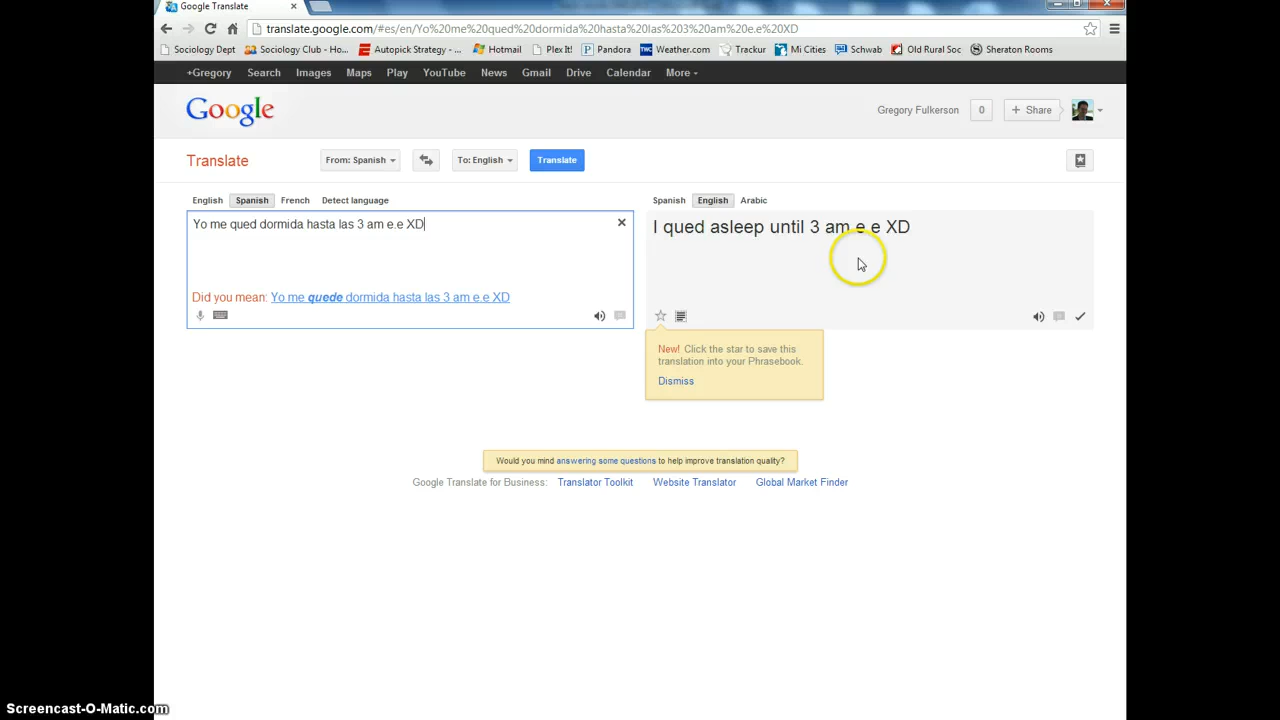 Google Translate
translate.google.com/#es/en/Yo%20me%20qued%20dormida%20hasta%20las%203%20am%20e.e%20XD
Sociology Dept Sociology Club - Ho... Autopick Strategy - ... Hotmail Plex It! Pandora Weather.com Trackur Mi Cities Schwab Old Rural Soc Sheraton Rooms
+Gregory Search Images Maps Play YouTube News Gmail Drive Calendar More
Google
Gregory Fulkerson 0 + Share
Translate From: Spanish To: English Translate
English Spanish French Detect language
Spanish English Arabic
Yo me qued dormida hasta las 3 am e.e XD
I qued asleep until 3 am e e XD
Did you mean: Yo me quede dormida hasta las 3 am e.e XD
New! Click the star to save this
translation into your Phrasebook.
Dismiss
Would you mind answering some questions to help improve translation quality?
Google Translate for Business: Translator Toolkit Website Translator Global Market Finder
Screencast-O-Matic.com